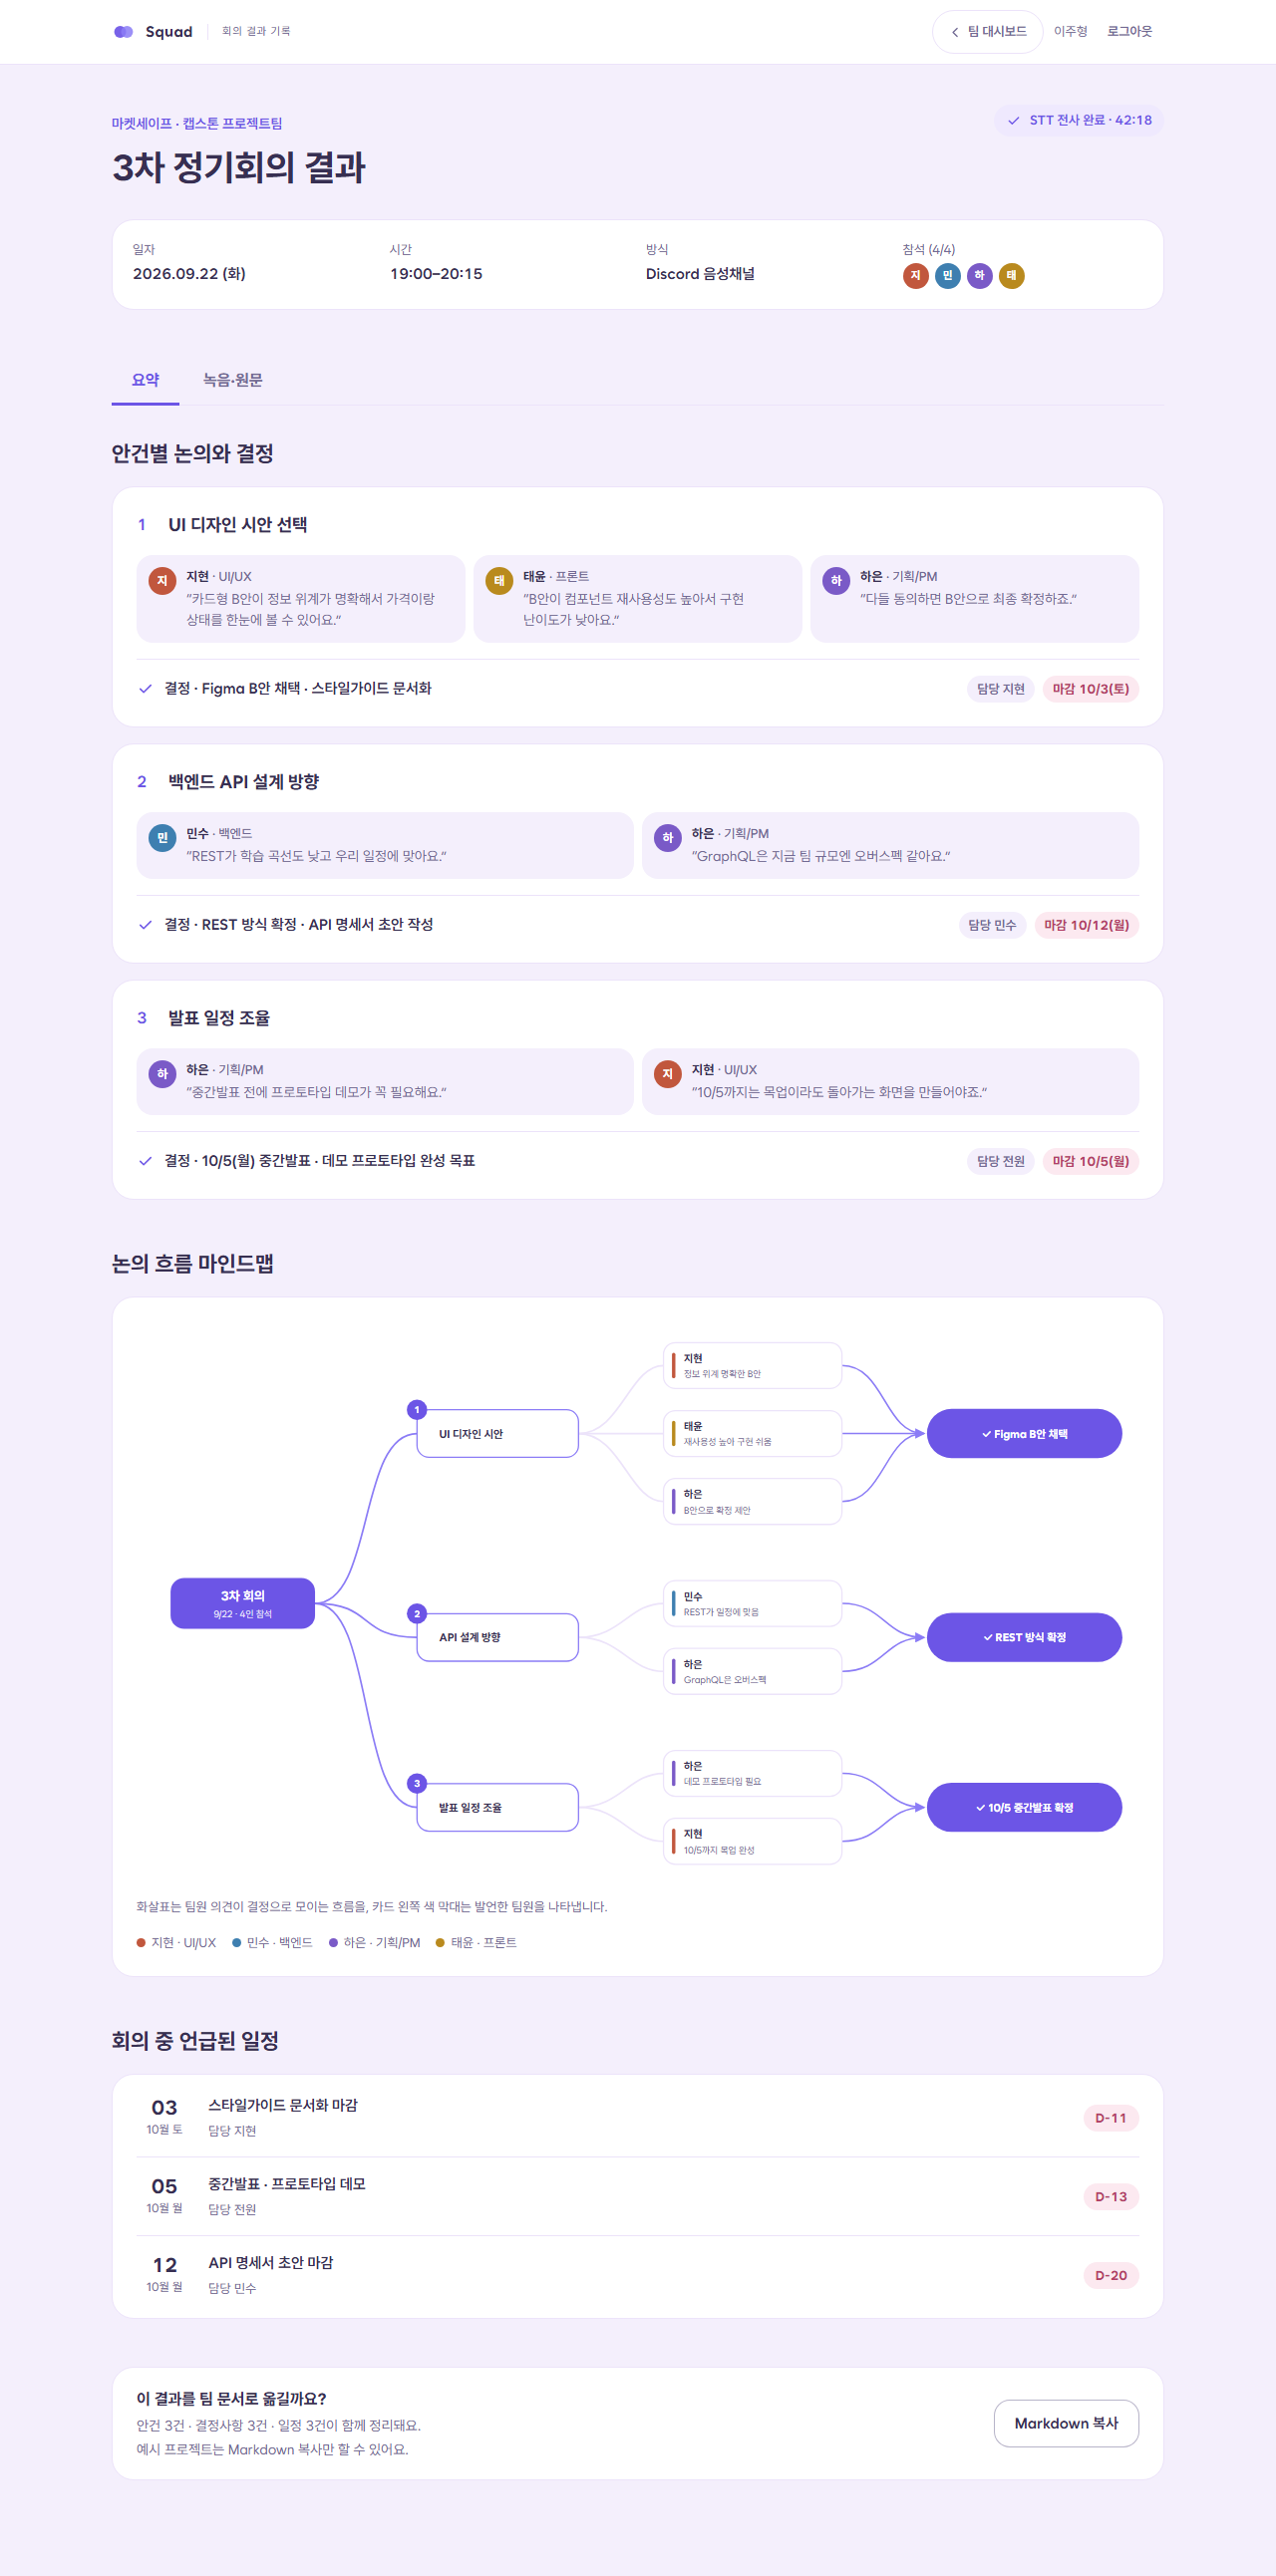 Squad
회의 결과 기록
팀 대시보드
이주형
로그아웃
마켓세이프 · 캡스톤 프로젝트팀
STT 전사 완료 · 42:18
3차 정기회의 결과
일자
2026.09.22 (화)
시간
19:00–20:15
방식
Discord 음성채널
참석 (4/4)
지 민 하 태
요약
녹음·원문
안건별 논의와 결정
1 UI 디자인 시안 선택
지
지현 · UI/UX
“카드형 B안이 정보 위계가 명확해서 가격이랑
상태를 한눈에 볼 수 있어요.”
태
태윤 · 프론트
“B안이 컴포넌트 재사용성도 높아서 구현
난이도가 낮아요.”
하
하은 · 기획/PM
“다들 동의하면 B안으로 최종 확정하죠.”
결정 · Figma B안 채택 · 스타일가이드 문서화
담당 지현
마감 10/3(토)
2 백엔드 API 설계 방향
민
민수 · 백엔드
“REST가 학습 곡선도 낮고 우리 일정에 맞아요.”
하
하은 · 기획/PM
“GraphQL은 지금 팀 규모엔 오버스펙 같아요.”
결정 · REST 방식 확정 · API 명세서 초안 작성
담당 민수
마감 10/12(월)
3 발표 일정 조율
하
하은 · 기획/PM
“중간발표 전에 프로토타입 데모가 꼭 필요해요.”
지
지현 · UI/UX
“10/5까지는 목업이라도 돌아가는 화면을 만들어야죠.”
결정 · 10/5(월) 중간발표 · 데모 프로토타입 완성 목표
담당 전원
마감 10/5(월)
논의 흐름 마인드맵
3차 회의
9/22 · 4인 참석
1
UI 디자인 시안
지현
정보 위계 명확한 B안
태윤
재사용성 높아 구현 쉬움
하은
B안으로 확정 제안
✓ Figma B안 채택
2
API 설계 방향
민수
REST가 일정에 맞음
하은
GraphQL은 오버스펙
✓ REST 방식 확정
3
발표 일정 조율
하은
데모 프로토타입 필요
지현
10/5까지 목업 완성
✓ 10/5 중간발표 확정
화살표는 팀원 의견이 결정으로 모이는 흐름을, 카드 왼쪽 색 막대는 발언한 팀원을 나타냅니다.
지현 · UI/UX
민수 · 백엔드
하은 · 기획/PM
태윤 · 프론트
회의 중 언급된 일정
03
10월 토
스타일가이드 문서화 마감
담당 지현
D-11
05
10월 월
중간발표 · 프로토타입 데모
담당 전원
D-13
12
10월 월
API 명세서 초안 마감
담당 민수
D-20
이 결과를 팀 문서로 옮길까요?
안건 3건 · 결정사항 3건 · 일정 3건이 함께 정리돼요.
예시 프로젝트는 Markdown 복사만 할 수 있어요.
Markdown 복사